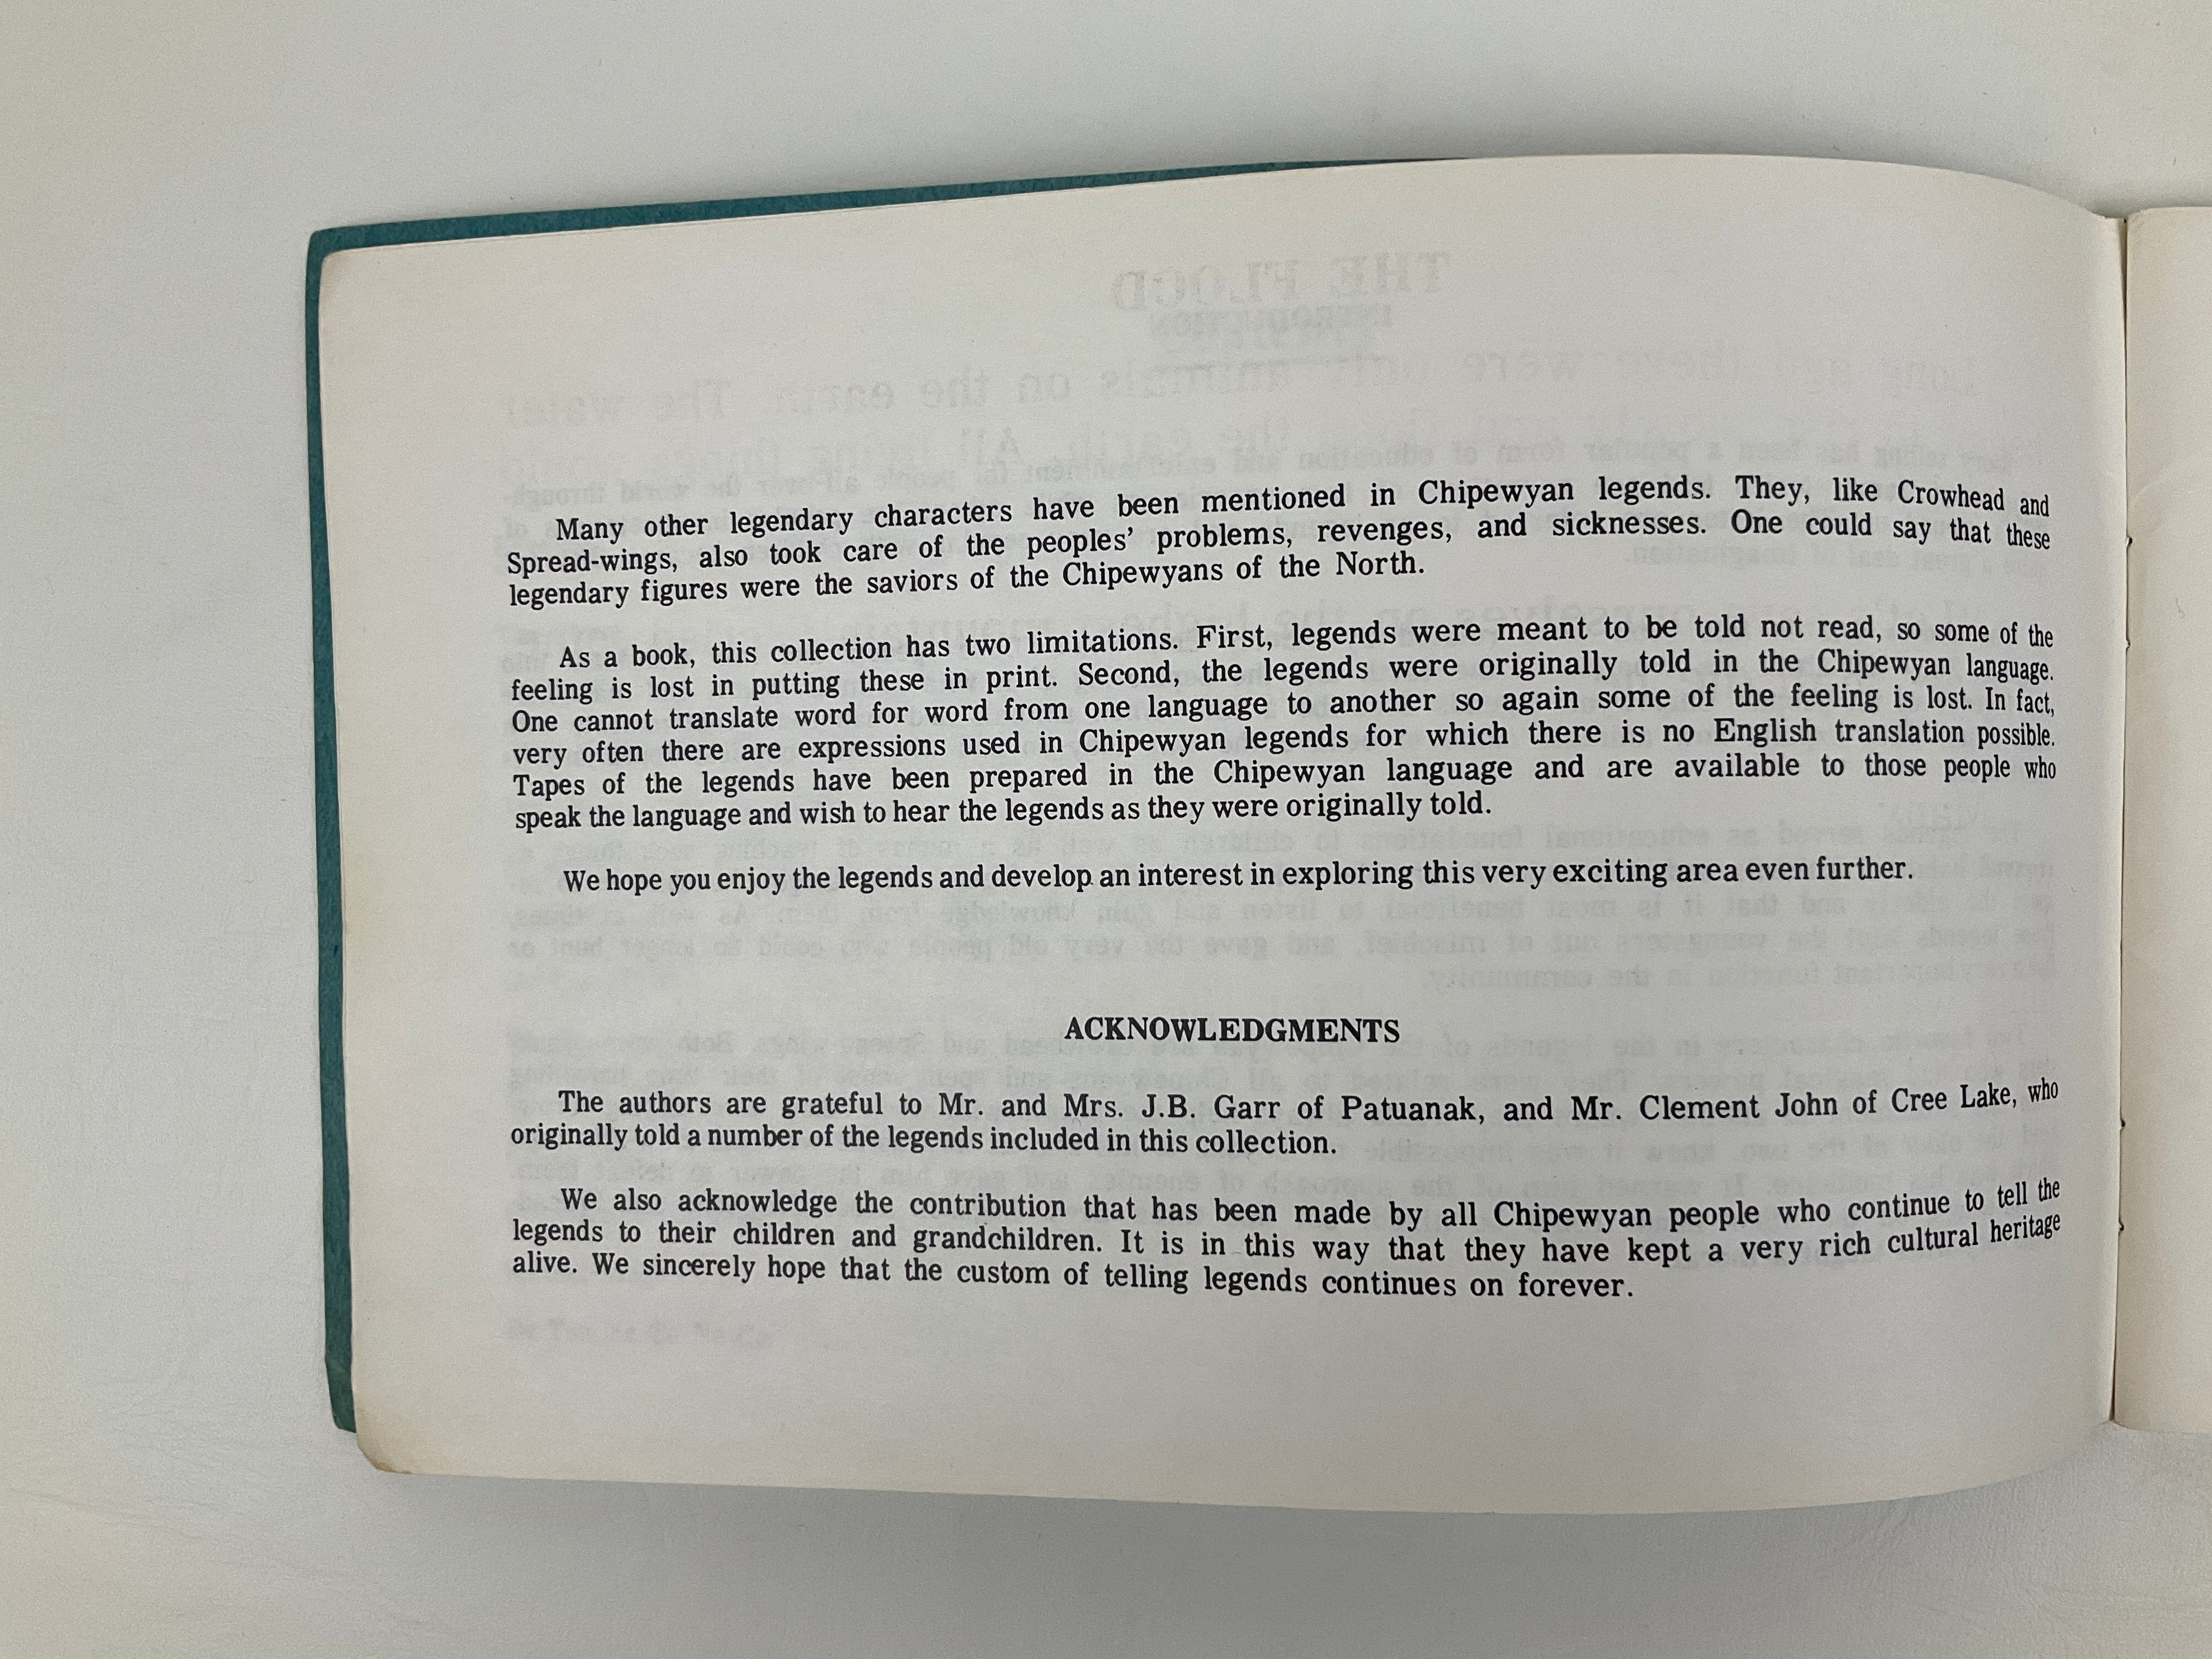 Many other legendary characters have been mentioned in Chipewyan legends. They, like Crowhead and
Spread-wings, also took care of the peoples' problems, revenges, and sicknesses. One could say that these
legendary figures were the saviors of the Chipewyans of the North.
As a book, this collection has two limitations. First, legends were meant to be told not read, so some of the
feeling is lost in putting these in print. Second, the legends were originally told in the Chipewyan language.
One cannot translate word for word from one language to another so again some of the feeling is lost. In fact,
very often there are expressions used in Chipewyan legends for which there is no English translation possible.
Tapes of the legends have been prepared in the Chipewyan language and are available to those people who
speak the language and wish to hear the legends as they were originally told.
We hope you enjoy the legends and develop an interest in exploring this very exciting area even further.
ACKNOWLEDGMENTS
The authors are grateful to Mr. and Mrs. J.B. Garr of Patuanak, and Mr. Clement John of Cree Lake, who
originally told a number of the legends included in this collection.
We also acknowledge the contribution that has been made by all Chipewyan people who continue to tell the
legends to their children and grandchildren. It is in this way that they have kept a very rich cultural heritage
alive. We sincerely hope that the custom of telling legends continues on forever.